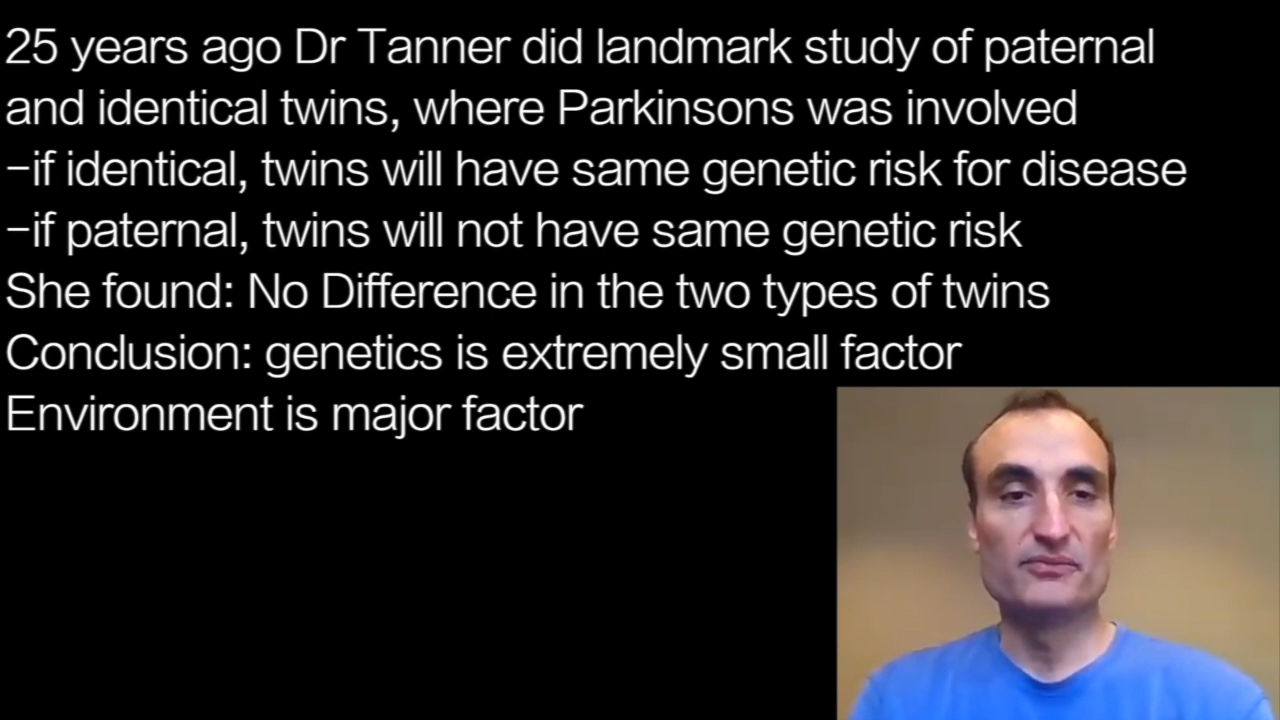 25 years ago Dr Tanner did landmark study of paternal
and identical twins, where Parkinsons was involved
-if identical, twins will have same genetic risk for disease
-if paternal, twins will not have same genetic risk
She found: No Difference in the two types of twins
Conclusion: genetics is extremely small factor
Environment is major factor